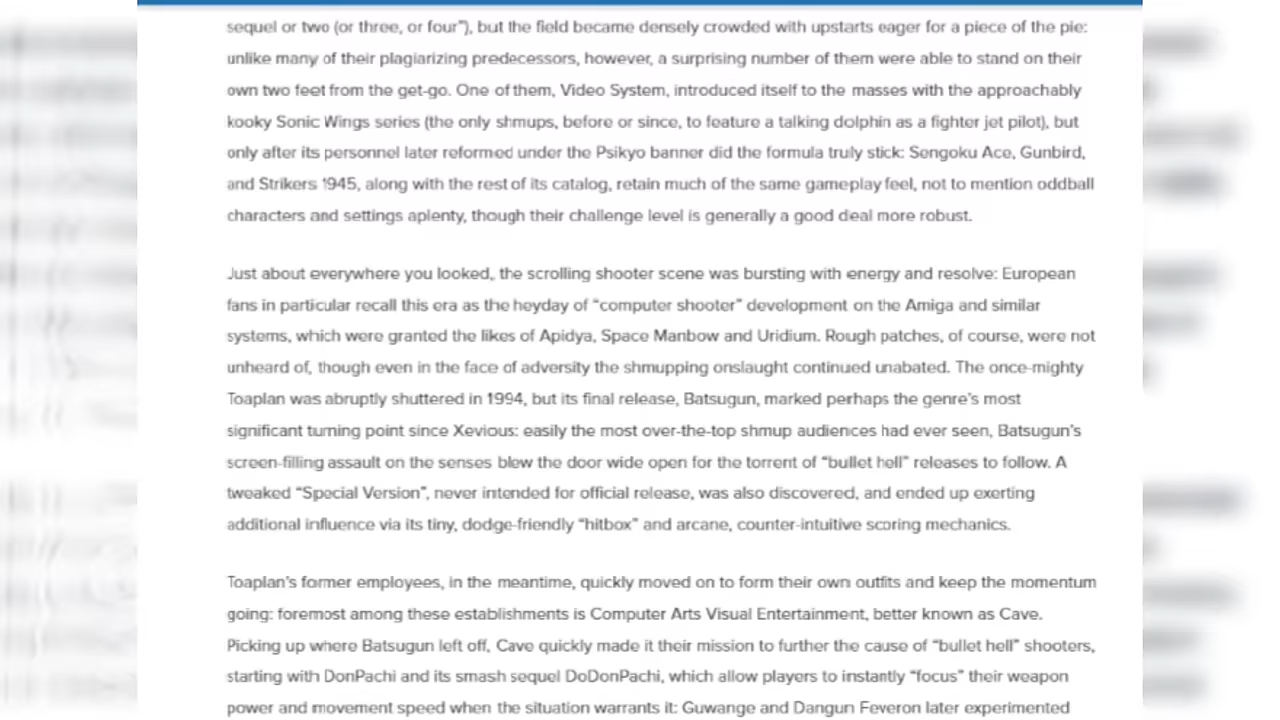 sequel or two (or three, or four"), but the field became densely crowded with upstarts eager for a piece of the pie:
unlike many of their plagiarizing predecessors, however, a surprising number of them were able to stand on their
own two feet from the get-go. One of them, Video System, introduced itself to the masses with the approachably
kooky Sonic Wings series (the only shmups, before or since, to feature a talking dolphin as a fighter jet pilot), but
only after its personnel later reformed under the Psikyo banner did the formula truly stick: Sengoku Ace, Gunbird,
and Strikers 1945, along with the rest of its catalog, retain much of the same gameplay feel, not to mention oddball
characters and settings aplenty, though their challenge level is generally a good deal more robust.
Just about everywhere you looked, the scrolling shooter scene was bursting with energy and resolve: European
fans in particular recall this era as the heyday of “computer shooter” development on the Amiga and similar
systems, which were granted the likes of Apidya, Space Manbow and Uridium. Rough patches, of course, were not
unheard of, though even in the face of adversity the shmupping onslaught continued unabated. The once-mighty
Toaplan was abruptly shuttered in 1994, but its final release, Batsugun, marked perhaps the genre’s most
significant turning point since Xevious: easily the most over-the-top shmup audiences had ever seen, Batsugun’s
screen-filling assault on the senses blew the door wide open for the torrent of “bullet hell” releases to follow. A
tweaked “Special Version”, never intended for official release, was also discovered, and ended up exerting
additional influence via its tiny, dodge-friendly “hitbox” and arcane, counter-intuitive scoring mechanics.
Toaplan’s former employees, in the meantime, quickly moved on to form their own outfits and keep the momentum
going: foremost among these establishments is Computer Arts Visual Entertainment, better known as Cave.
Picking up where Batsugun left off, Cave quickly made it their mission to further the cause of “bullet hell” shooters,
starting with DonPachi and its smash sequel DoDonPachi, which allow players to instantly “focus” their weapon
power and movement speed when the situation warrants it: Guwange and Dangun Feveron later experimented